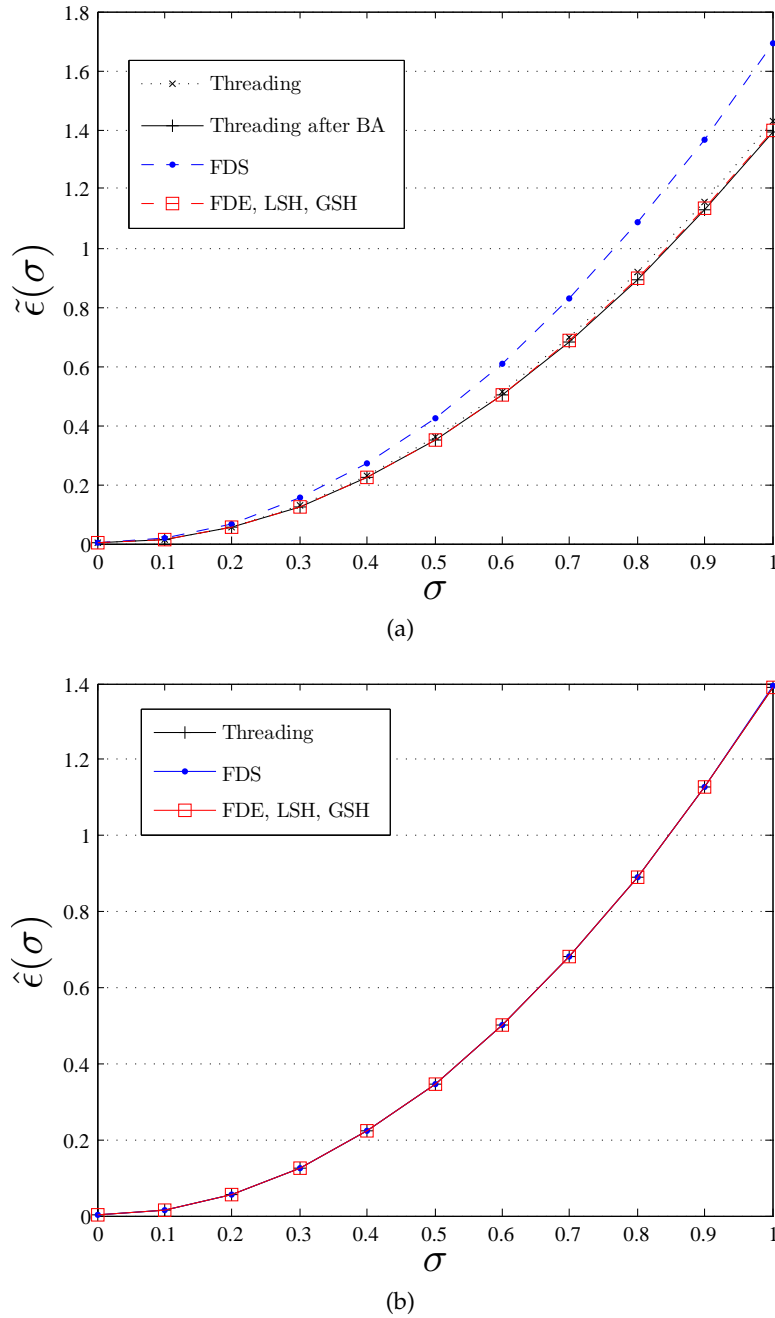 1.8
1.6
1.4
1.2
1
0.8
0.6
0.4
0.2
0
Threading
Threading after BA
FDS
FDE, LSH, GSH
ϵ̃(σ)
0 0.1 0.2 0.3 0.4 0.5 0.6 0.7 0.8 0.9 1
σ
(a)
1.4
1.2
1
0.8
0.6
0.4
0.2
0
Threading
FDS
FDE, LSH, GSH
ϵ̂(σ)
0 0.1 0.2 0.3 0.4 0.5 0.6 0.7 0.8 0.9 1
σ
(b)